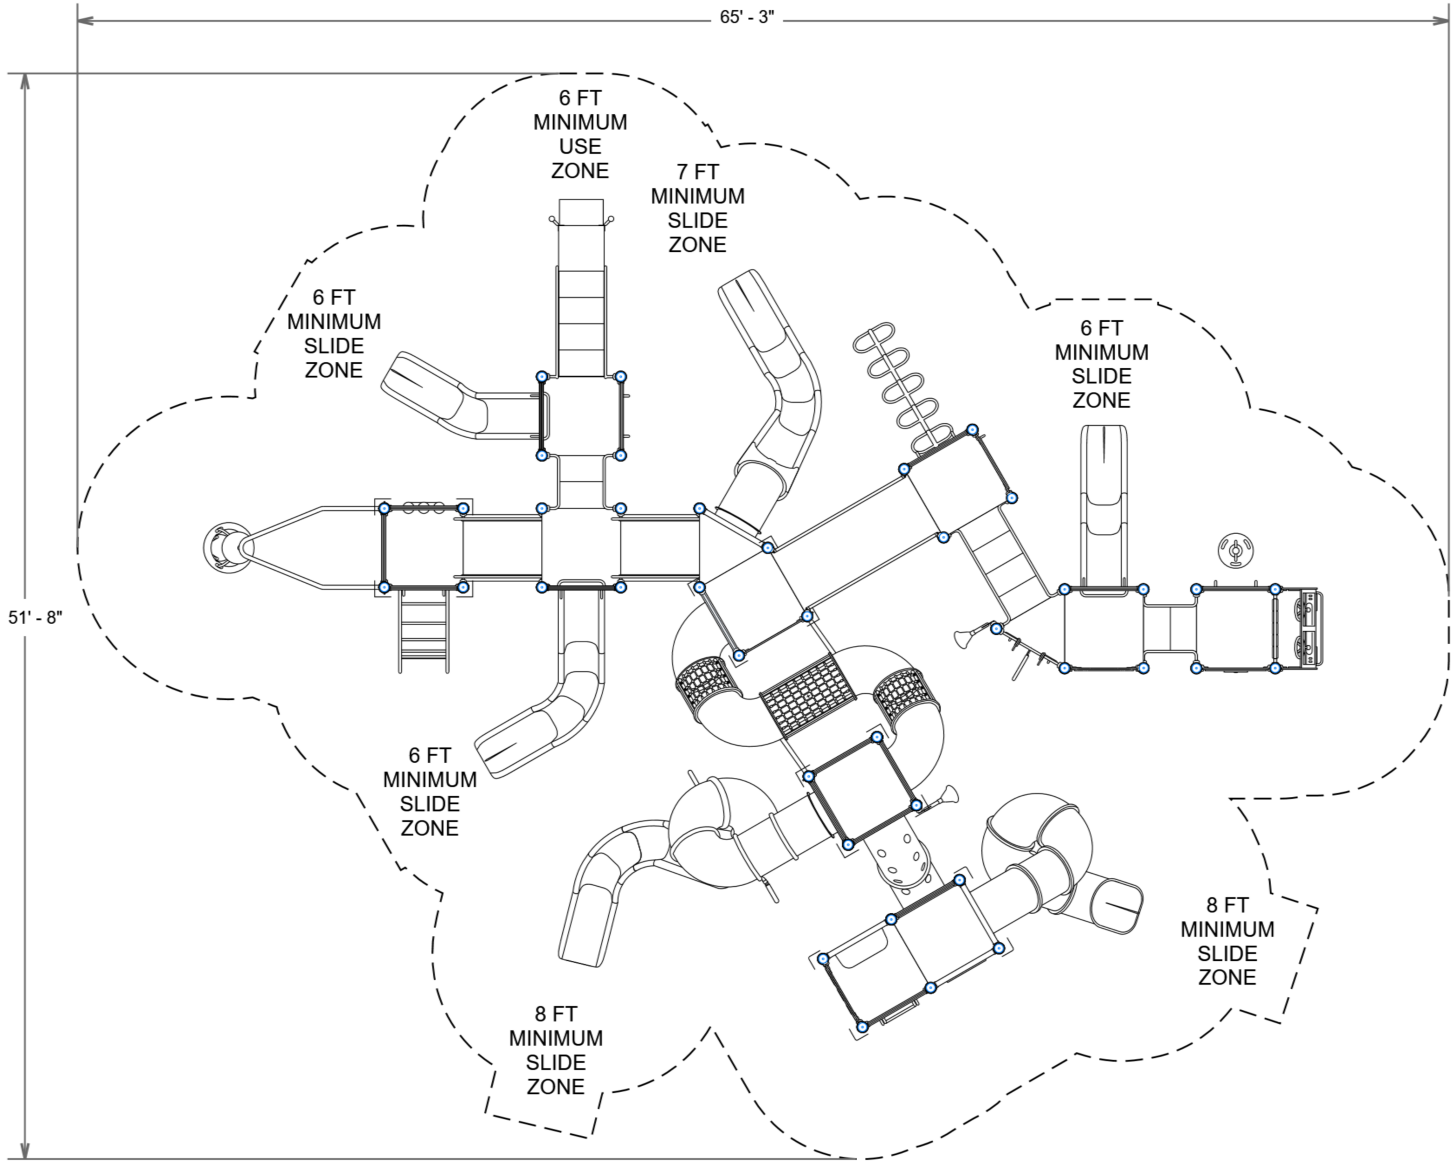 65' - 3"
6 FT
MINIMUM
USE
ZONE
7 FT
MINIMUM
SLIDE
ZONE
6 FT
MINIMUM
SLIDE
ZONE
6 FT
MINIMUM
SLIDE
ZONE
51' - 8"
6 FT
MINIMUM
SLIDE
ZONE
8 FT
MINIMUM
SLIDE
ZONE
8 FT
MINIMUM
SLIDE
ZONE